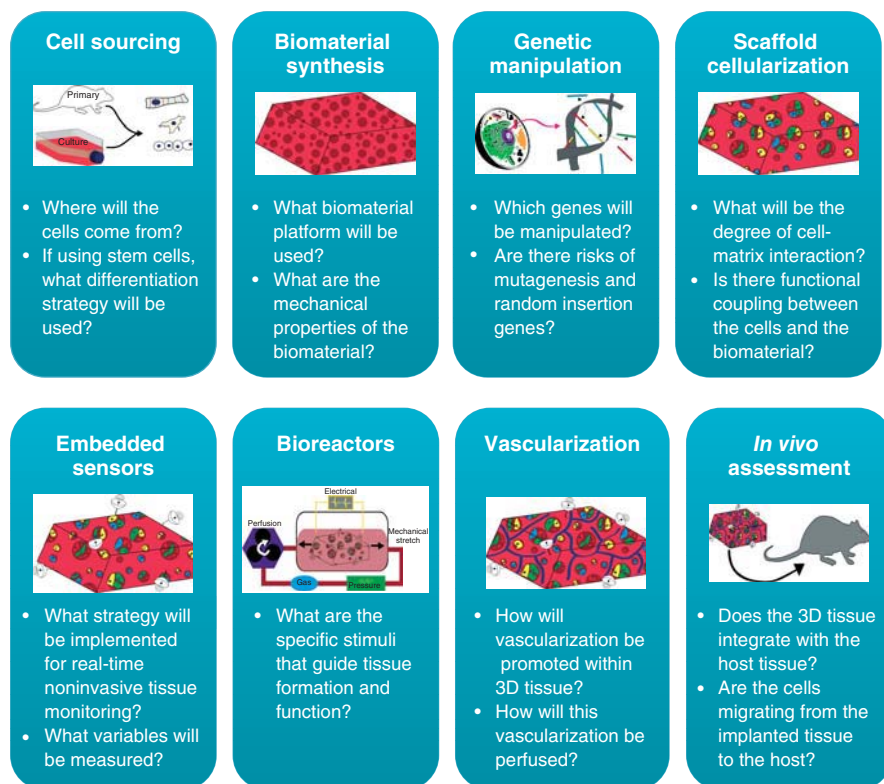 Cell sourcing
Primary
Culture
• Where will the
cells come from?
• If using stem cells,
what differentiation
strategy will be
used?
Biomaterial
synthesis
• What biomaterial
platform will be
used?
• What are the
mechanical
properties of the
biomaterial?
Genetic
manipulation
• Which genes will
be manipulated?
• Are there risks of
mutagenesis and
random insertion
genes?
Scaffold
cellularization
• What will be the
degree of cell-
matrix interaction?
• Is there functional
coupling between
the cells and the
biomaterial?
Embedded
sensors
• What strategy will
be implemented
for real-time
noninvasive tissue
monitoring?
• What variables will
be measured?
Bioreactors
Electrical
Perfusion
Mechanical
stretch
Gas
Pressure
• What are the
specific stimuli
that guide tissue
formation and
function?
Vascularization
• How will
vascularization be
promoted within
3D tissue?
• How will this
vascularization be
perfused?
In vivo
assessment
• Does the 3D tissue
integrate with the
host tissue?
• Are the cells
migrating from the
implanted tissue
to the host?